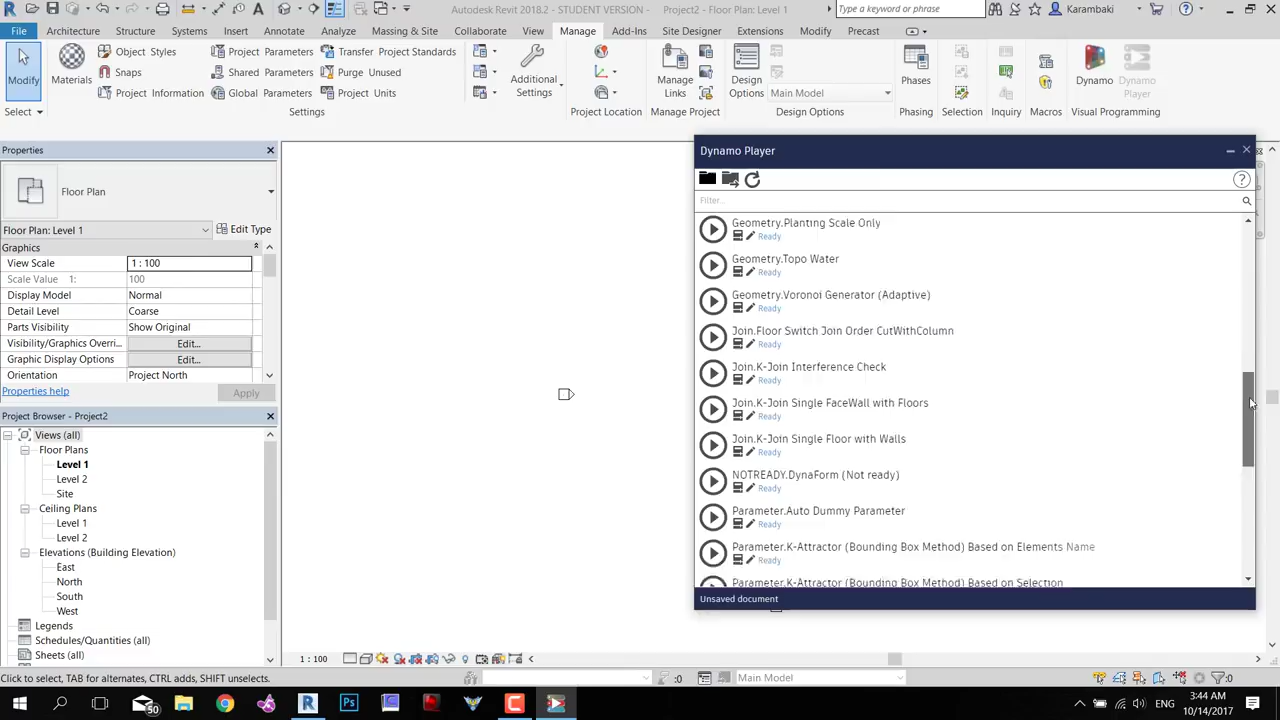 Autodesk Revit 2018.2 - STUDENT VERSION - Project2 - Floor Plan: Level 1
Type a keyword or phrase
Karambaki
File
Architecture
Structure
Systems
Insert
Annotate
Analyze
Massing & Site
Collaborate
View
Manage
Add-Ins
Site Designer
Extensions
Modify
Precast
Modify
Materials
Object Styles
Snaps
Project Information
Project Parameters
Shared Parameters
Global Parameters
Transfer Project Standards
Purge Unused
Project Units
Additional Settings
Manage Links
Design Options
Main Model
Phases
Dynamo
Dynamo Player
Select
Settings
Project Location
Manage Project
Design Options
Phasing
Selection
Inquiry
Macros
Visual Programming
Properties
Floor Plan
Floor Plan: Level 1
Edit Type
Graphics
View Scale 1 : 100
Scale Value 1: 100
Display Model Normal
Detail Level Coarse
Parts Visibility Show Original
Visibility/Graphics Overri... Edit...
Graphic Display Options Edit...
Orientation Project North
Properties help
Apply
Project Browser - Project2
Views (all)
Floor Plans
Level 1
Level 2
Site
Ceiling Plans
Level 1
Level 2
Elevations (Building Elevation)
East
North
South
West
Legends
Schedules/Quantities (all)
Sheets (all)
Dynamo Player
Filter...
Geometry.Planting Scale Only
Ready
Geometry.Topo Water
Ready
Geometry.Voronoi Generator (Adaptive)
Ready
Join.Floor Switch Join Order CutWithColumn
Ready
Join.K-Join Interference Check
Ready
Join.K-Join Single FaceWall with Floors
Ready
Join.K-Join Single Floor with Walls
Ready
NOTREADY.DynaForm (Not ready)
Ready
Parameter.Auto Dummy Parameter
Ready
Parameter.K-Attractor (Bounding Box Method) Based on Elements Name
Ready
Parameter.K-Attractor (Bounding Box Method) Based on Selection
Unsaved document
1 : 100
Click to select, TAB for alternates, CTRL adds, SHIFT unselects.
:0
Main Model
:0
50
ENG
3:44 AM
10/14/2017